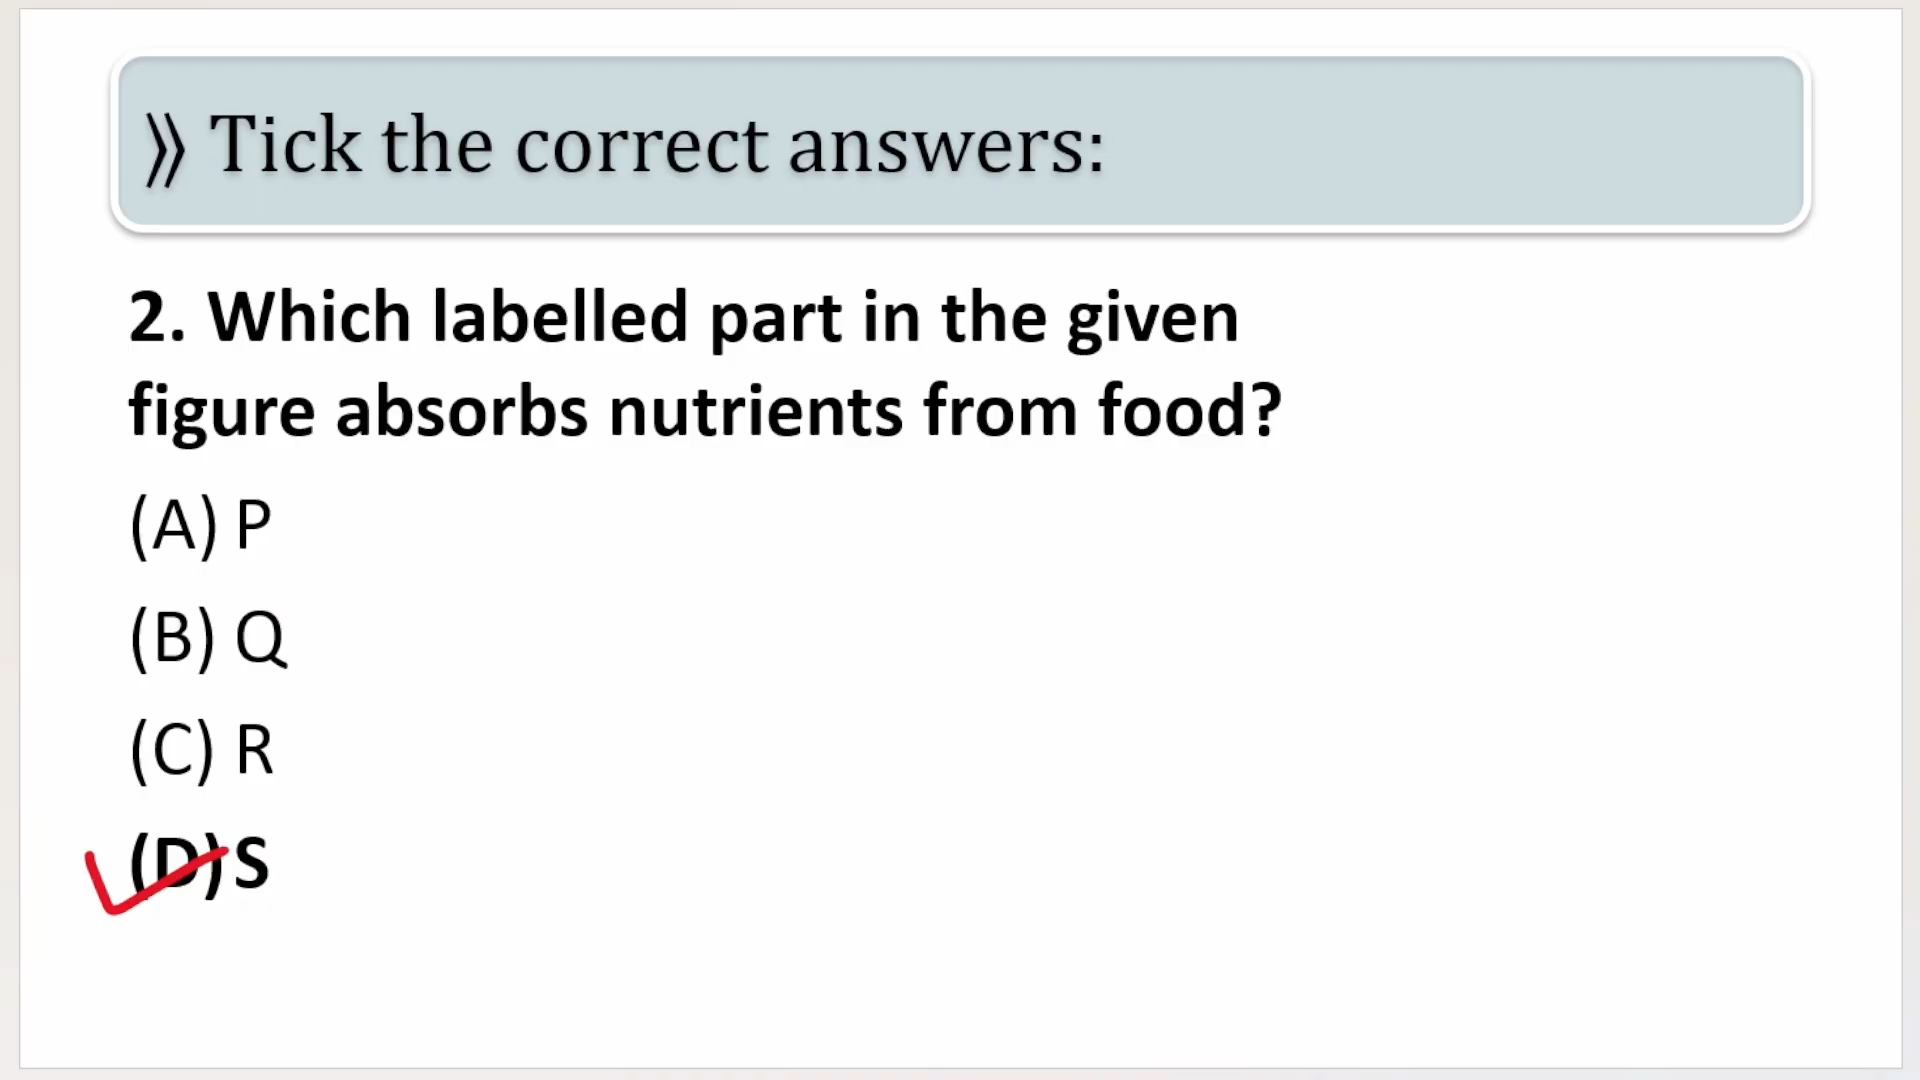 ⟫ Tick the correct answers:
2. Which labelled part in the given
figure absorbs nutrients from food?
(A) P
(B) Q
(C) R
(D) S